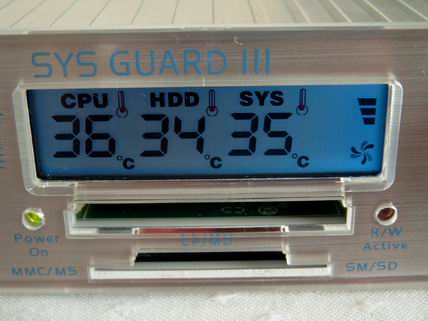 SYS GUARD III
CPU HDD SYS
36°C 34°C 35°C
Power
On
CF/MD
R/W
Active
MMC/MS
SM/SD